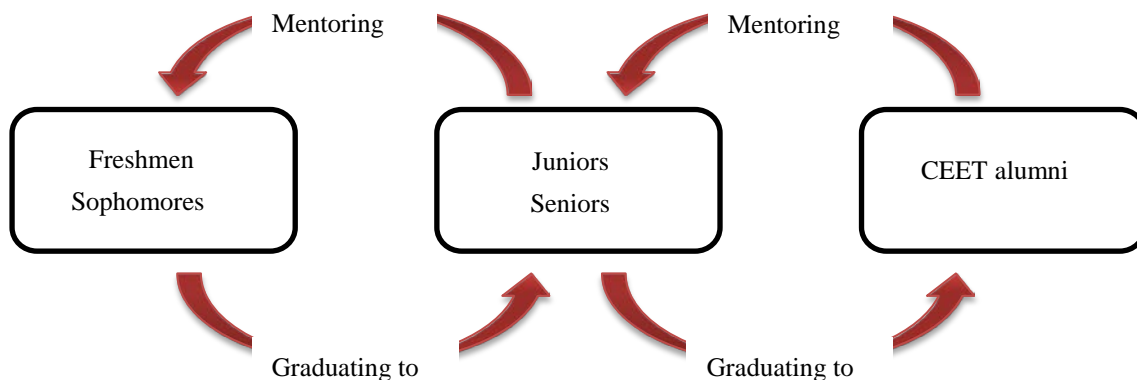 Mentoring
Mentoring
Freshmen
Sophomores
Juniors
Seniors
CEET alumni
Graduating to
Graduating to